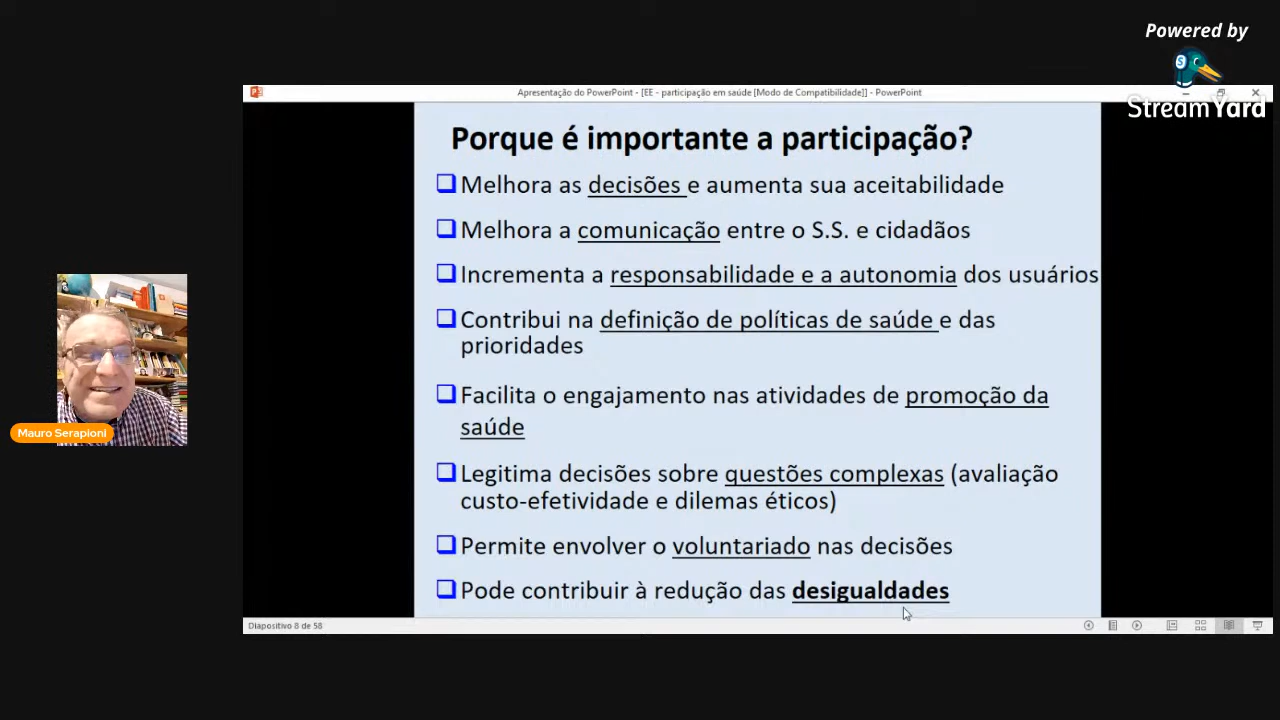 Powered by
StreamYard
Apresentação do PowerPoint - [EE - participação em saúde [Modo de Compatibilidade]] - PowerPoint
Porque é importante a participação?
Melhora as decisões e aumenta sua aceitabilidade
Melhora a comunicação entre o S.S. e cidadãos
Incrementa a responsabilidade e a autonomia dos usuários
Contribui na definição de políticas de saúde e das
prioridades
Facilita o engajamento nas atividades de promoção da
saúde
Legitima decisões sobre questões complexas (avaliação
custo-efetividade e dilemas éticos)
Permite envolver o voluntariado nas decisões
Pode contribuir à redução das desigualdades
Mauro Serapioni
Diapositivo 8 de 58